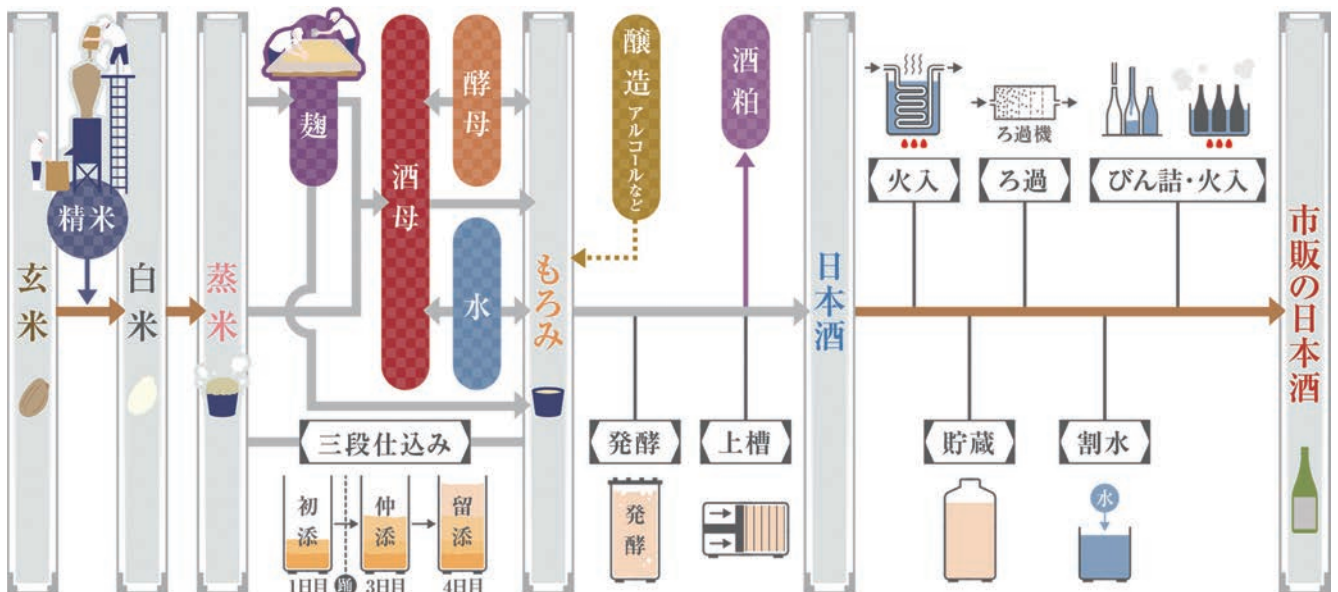 精米
玄米
白米
蒸米
麹
酒母
酵母
水
もろみ
醸造アルコールなど
酒粕
日本酒
ろ過機
火入
ろ過
びん詰・火入
市販の日本酒
三段仕込み
初添
仲添
留添
1日目
踊
3日目
4日目
発酵
発酵
上槽
貯蔵
割水
水